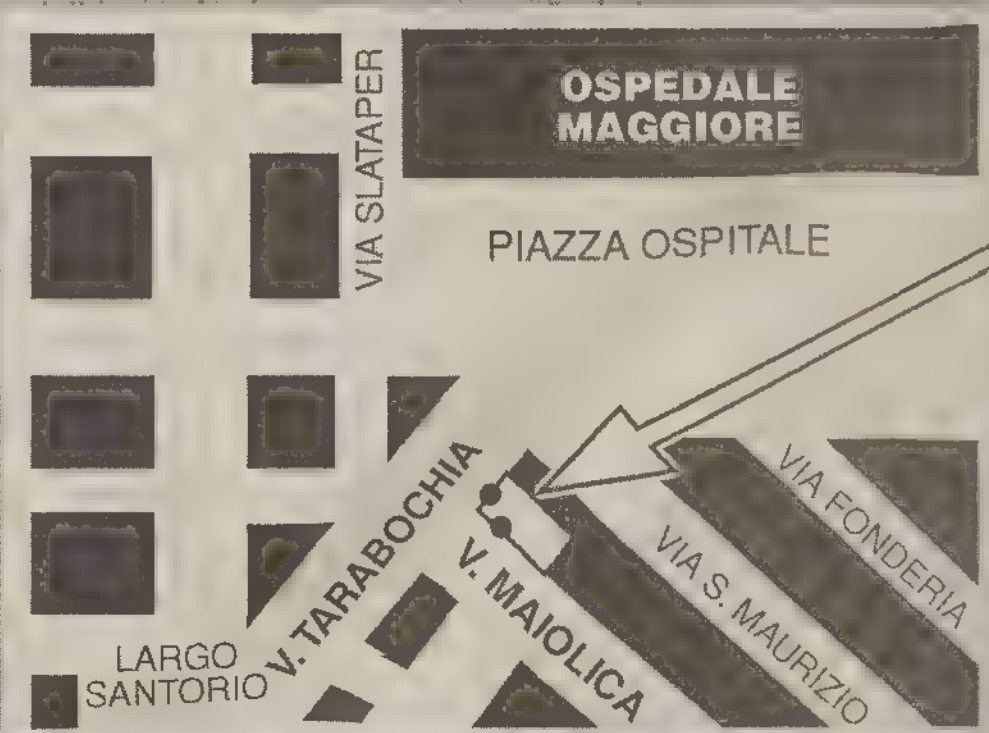 OSPEDALE
MAGGIORE
VIA SLATAPER
PIAZZA OSPITALE
V. TARABOCHIA
V. MAIOLICA
VIA S. MAURIZIO
VIA FONDERIA
LARGO
SANTORIO